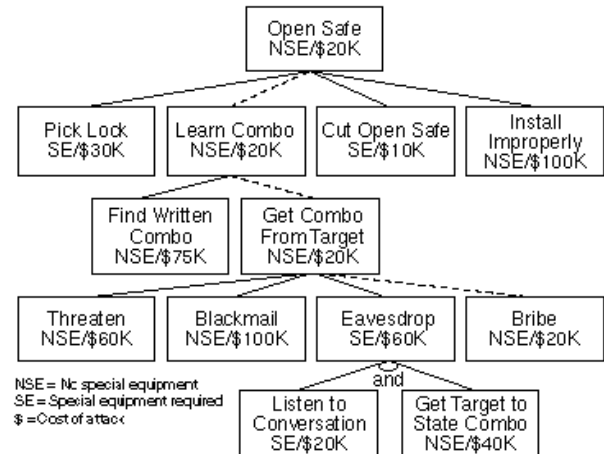 Open Safe
NSE/$20K
Pick Lock
SE/$30K
Learn Combo
NSE/$20K
Cut Open Safe
SE/$10K
Install
Improperly
NSE/$100K
Find Written
Combo
NSE/$75K
Get Combo
From Target
NSE/$20K
Threaten
NSE/$60K
Blackmail
NSE/$100K
Eavesdrop
SE/$60K
Bribe
NSE/$20K
and
NSE = No special equipment
SE = Special equipment required
$ = Cost of attack
Listen to
Conversation
SE/$20K
Get Target to
State Combo
NSE/$40K